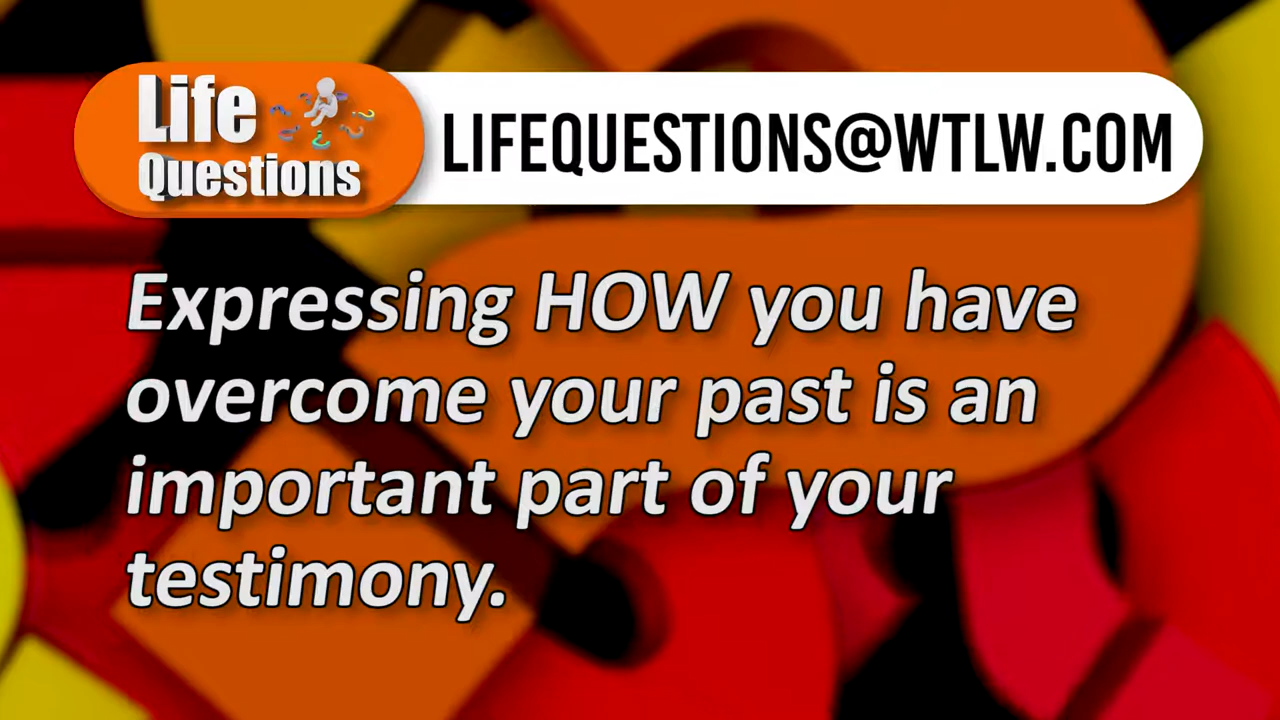 Life
Questions
LIFEQUESTIONS@WTLW.COM
Expressing HOW you have
overcome your past is an
important part of your
testimony.